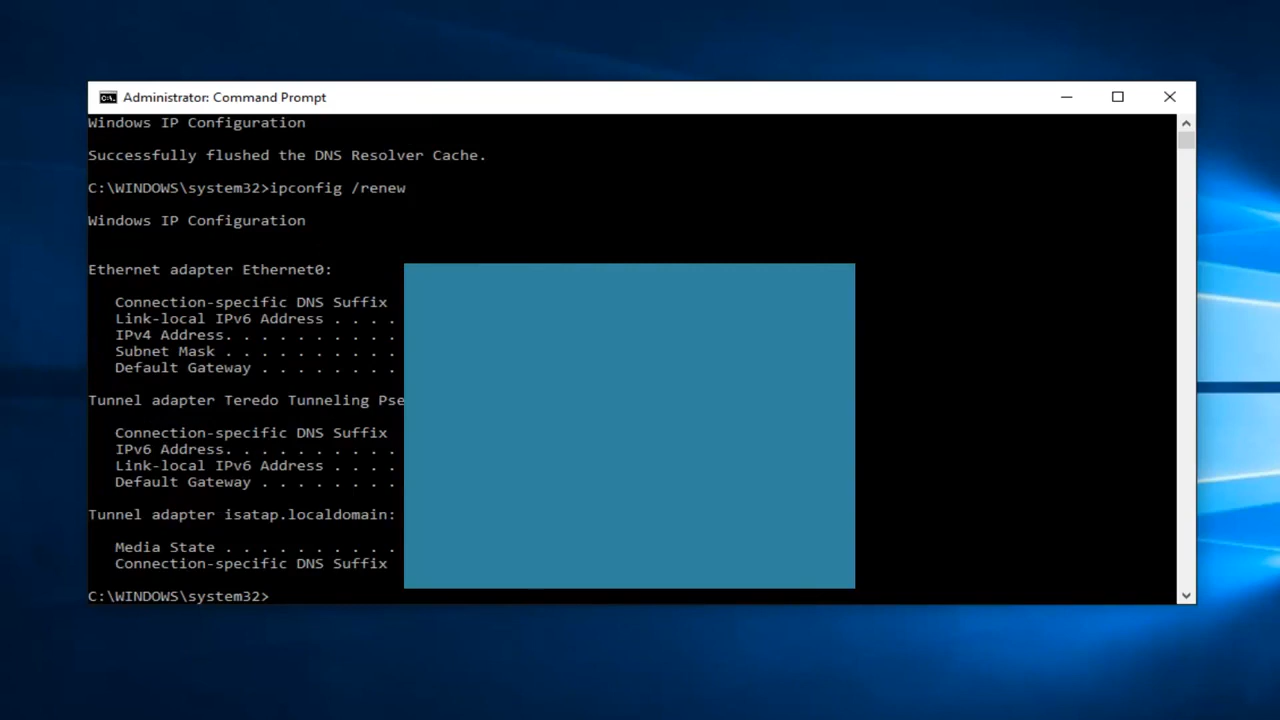 Administrator: Command Prompt
Windows IP Configuration
Successfully flushed the DNS Resolver Cache.
C:\WINDOWS\system32>ipconfig /renew
Windows IP Configuration
Ethernet adapter Ethernet0:
Connection-specific DNS Suffix
Link-local IPv6 Address . . . .
IPv4 Address. . . . . . . . . .
Subnet Mask . . . . . . . . . .
Default Gateway . . . . . . . .
Tunnel adapter Teredo Tunneling Pse
Connection-specific DNS Suffix
IPv6 Address. . . . . . . . . .
Link-local IPv6 Address . . . .
Default Gateway . . . . . . . .
Tunnel adapter isatap.localdomain:
Media State . . . . . . . . . .
Connection-specific DNS Suffix
C:\WINDOWS\system32>